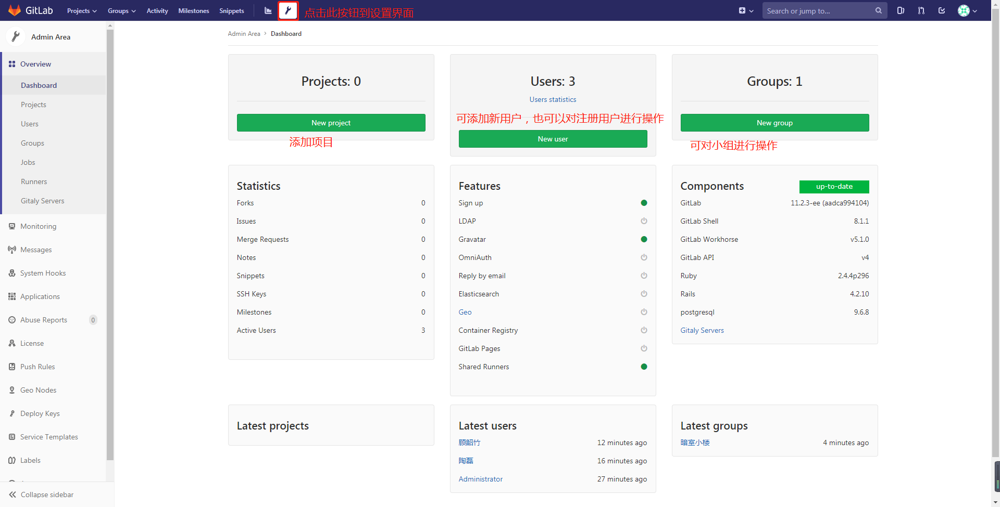 GitLab Projects Groups Activity Milestones Snippets 点击此按钮到设置界面 Search or jump to...
Admin Area
Overview
Dashboard
Projects
Users
Groups
Jobs
Runners
Gitaly Servers
Monitoring
Messages
System Hooks
Applications
Abuse Reports 0
License
Push Rules
Geo Nodes
Deploy Keys
Service Templates
Labels
Collapse sidebar
Admin Area > Dashboard
Projects: 0
New project
添加项目
Users: 3
Users statistics
可添加新用户，也可以对注册用户进行操作
New user
Groups: 1
New group
可对小组进行操作
Statistics
Forks 0
Issues 0
Merge Requests 0
Notes 0
Snippets 0
SSH Keys 0
Milestones 0
Active Users 3
Features
Sign up
LDAP
Gravatar
OmniAuth
Reply by email
Elasticsearch
Geo
Container Registry
GitLab Pages
Shared Runners
Components up-to-date
GitLab 11.2.3-ee (aadca994104)
GitLab Shell 8.1.1
GitLab Workhorse v5.1.0
GitLab API v4
Ruby 2.4.4p296
Rails 4.2.10
postgresql 9.6.8
Gitaly Servers
Latest projects
Latest users
顾韶竹 12 minutes ago
陶磊 16 minutes ago
Administrator 27 minutes ago
Latest groups
暗室小楼 4 minutes ago